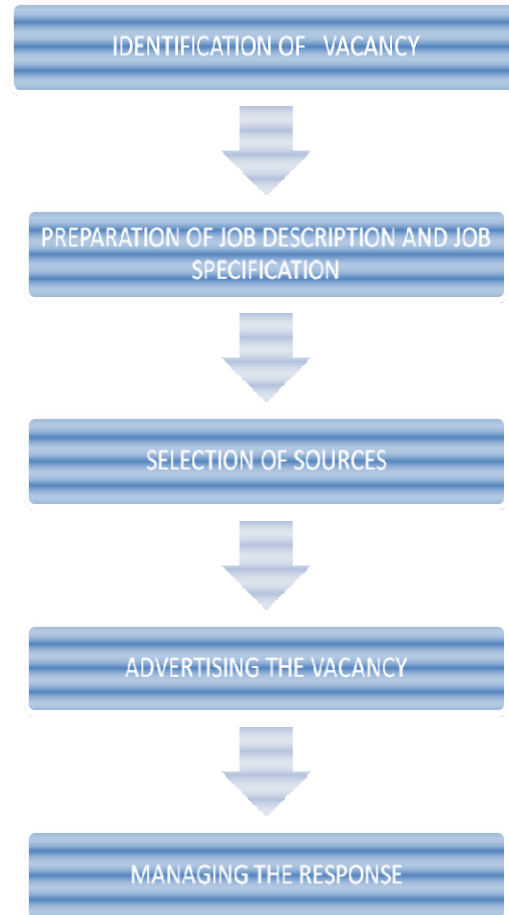 IDENTIFICATION OF VACANCY
PREPARATION OF JOB DESCRIPTION AND JOB
SPECIFICATION
SELECTION OF SOURCES
ADVERTISING THE VACANCY
MANAGING THE RESPONSE